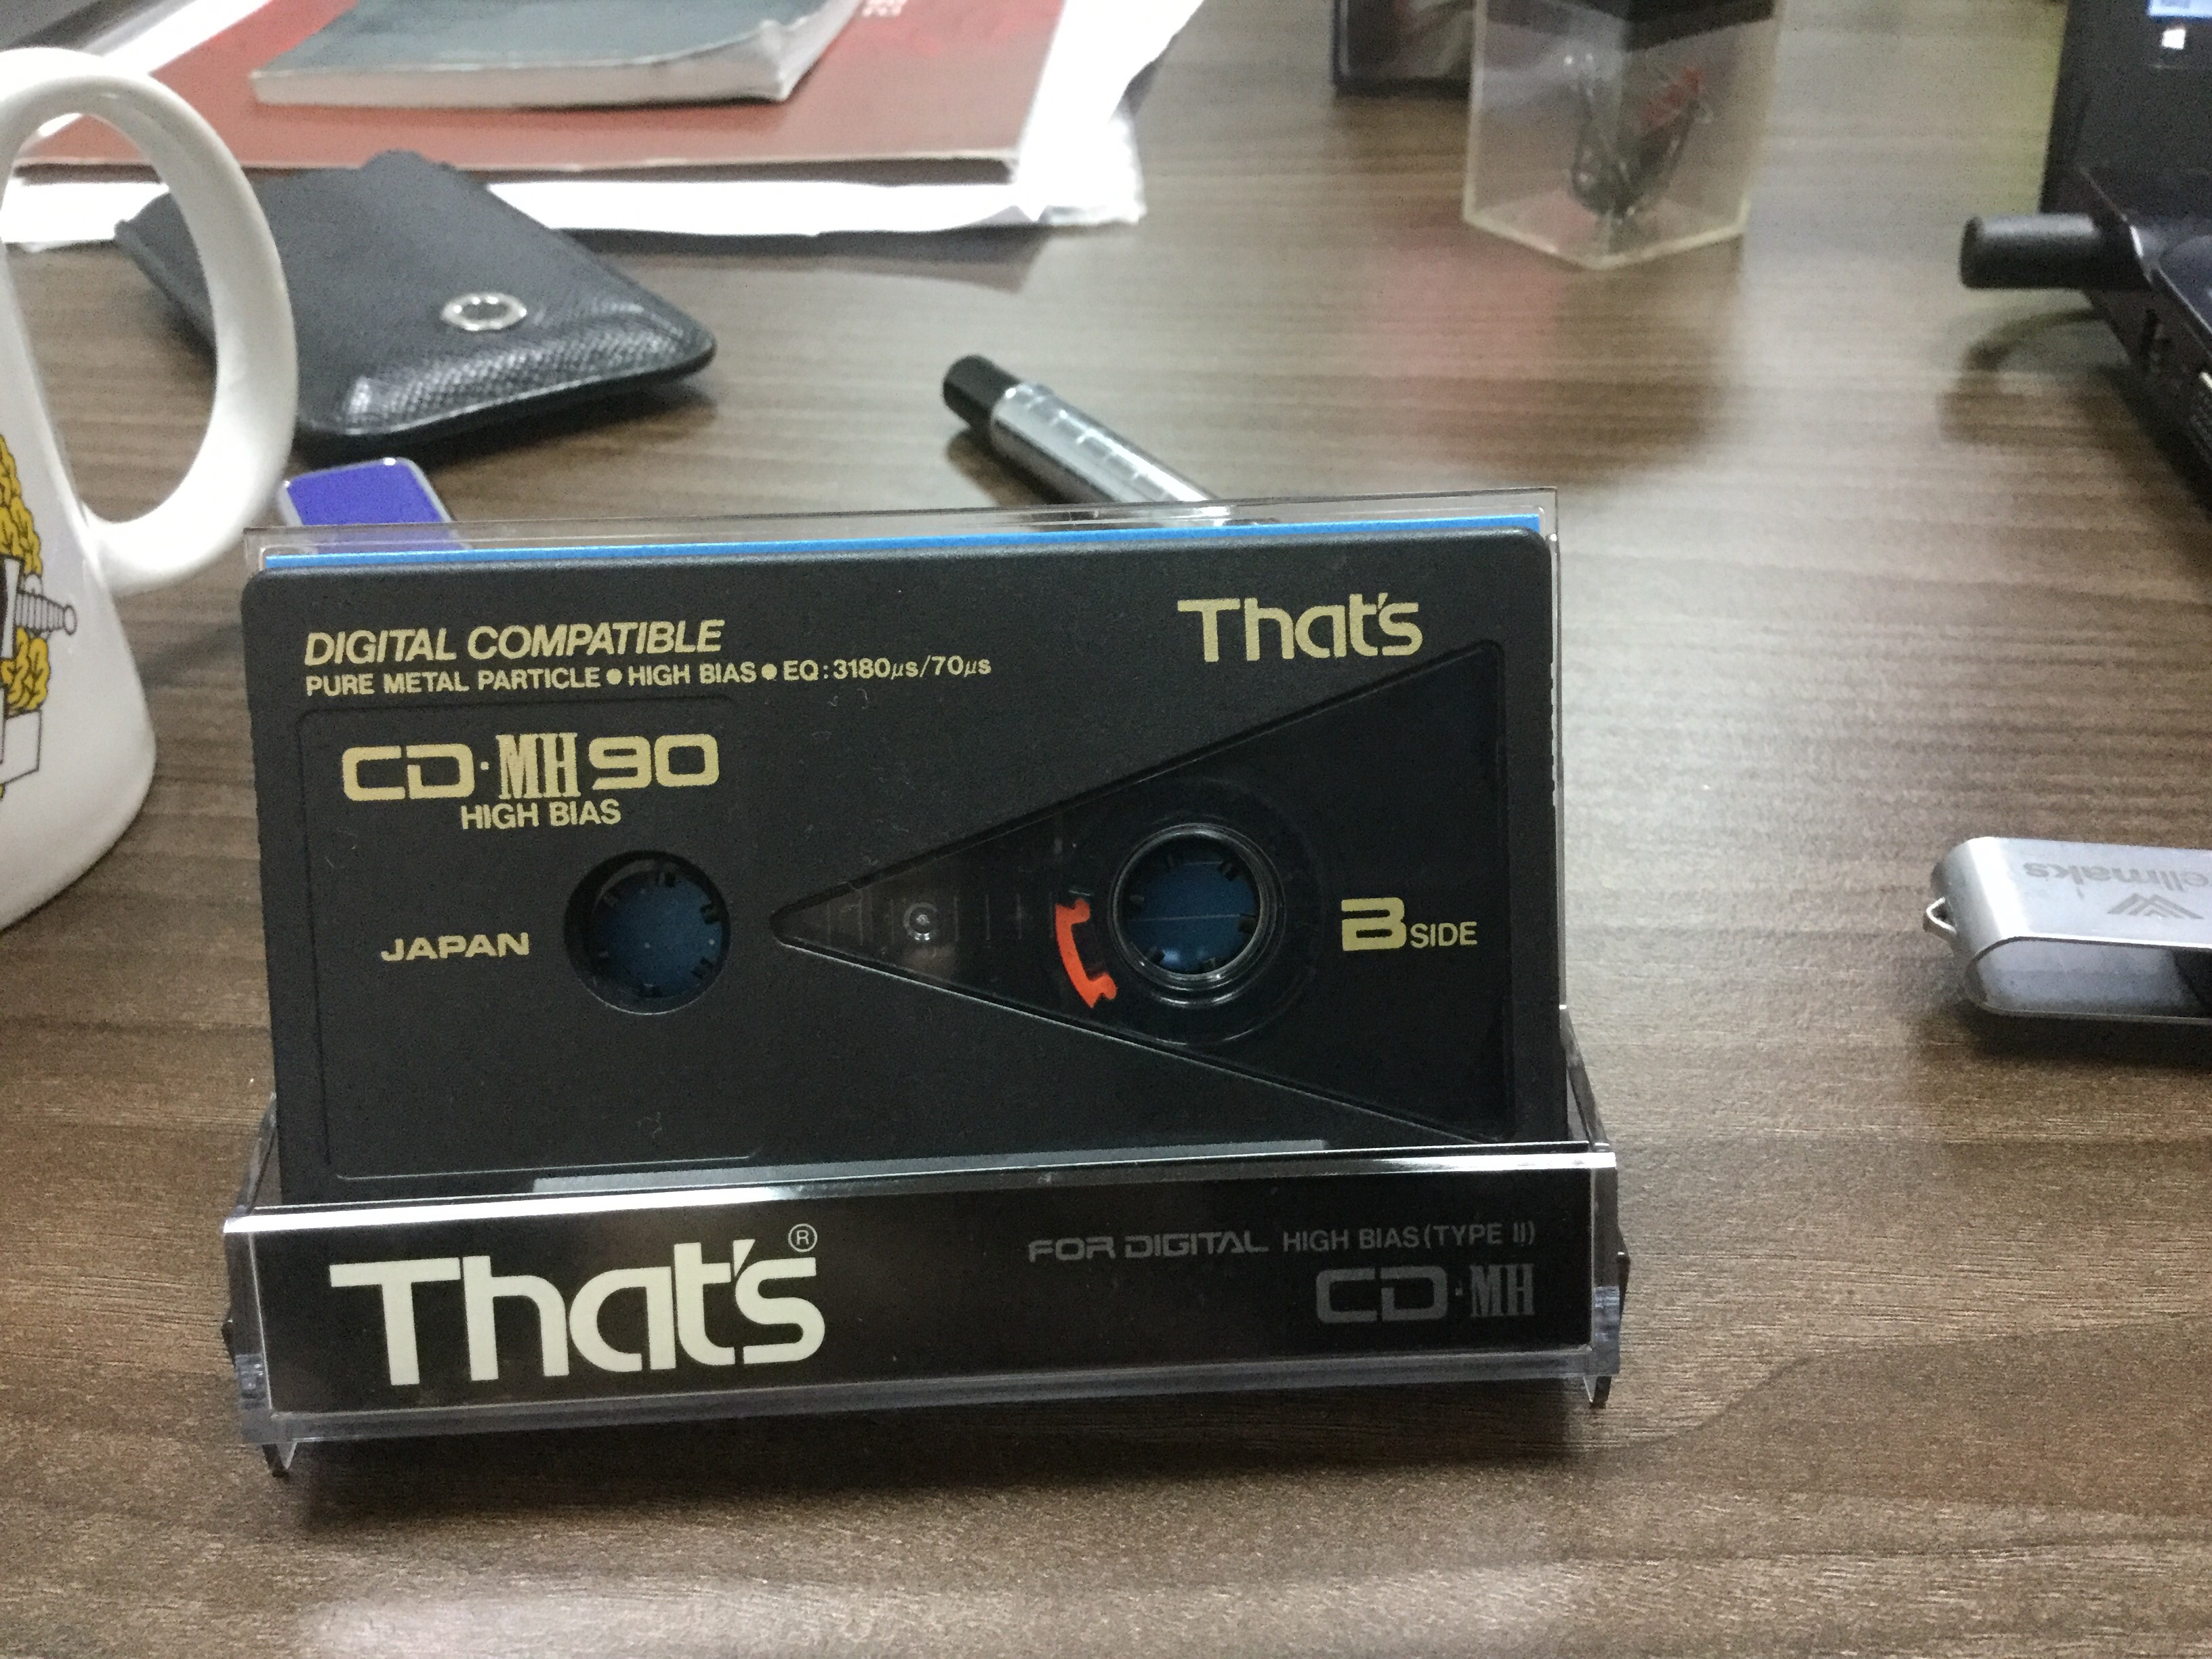 DIGITAL COMPATIBLE
PURE METAL PARTICLE ● HIGH BIAS ● EQ : 3180µs/70µs
That's
CD·MH 90
HIGH BIAS
JAPAN
B SIDE
That's®
FOR DIGITAL HIGH BIAS (TYPE II)
CD·MH
ellmaks